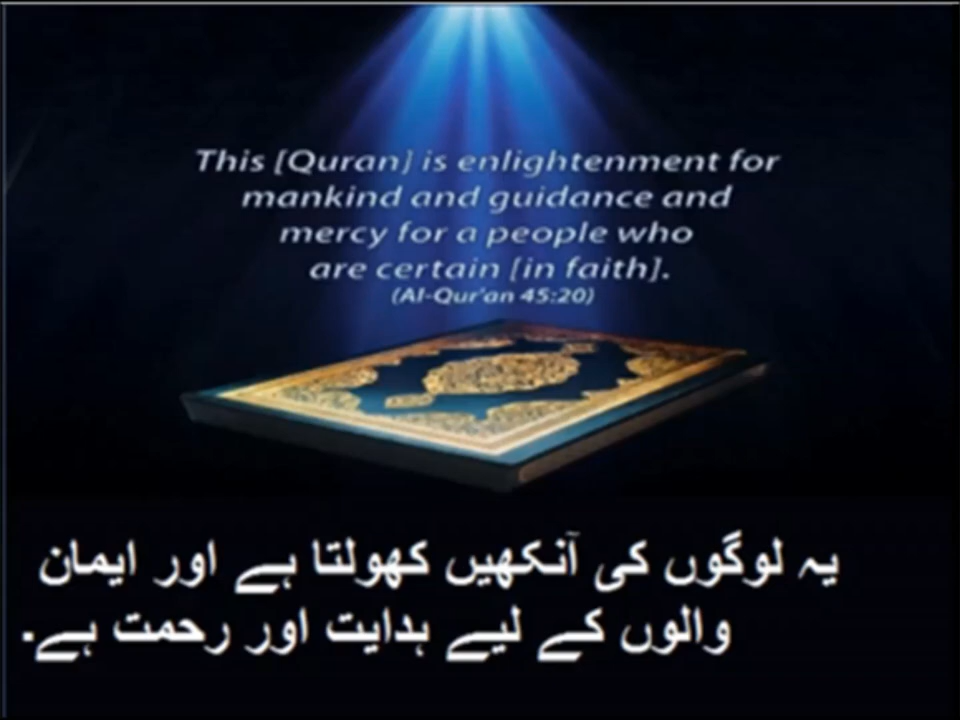 This [Quran] is enlightenment for
mankind and guidance and
mercy for a people who
are certain [in faith].
(Al-Qur'an 45:20)
یہ لوگوں کی آنکھیں کھولتا ہے اور ایمان
والوں کے لیے ہدایت اور رحمت ہے۔